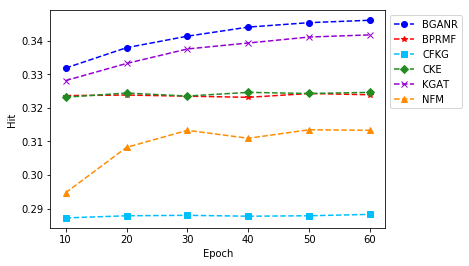 0.34
0.33
0.32
0.31
0.30
0.29
Hit
10 20 30 40 50 60
Epoch
BGANR
BPRMF
CFKG
CKE
KGAT
NFM